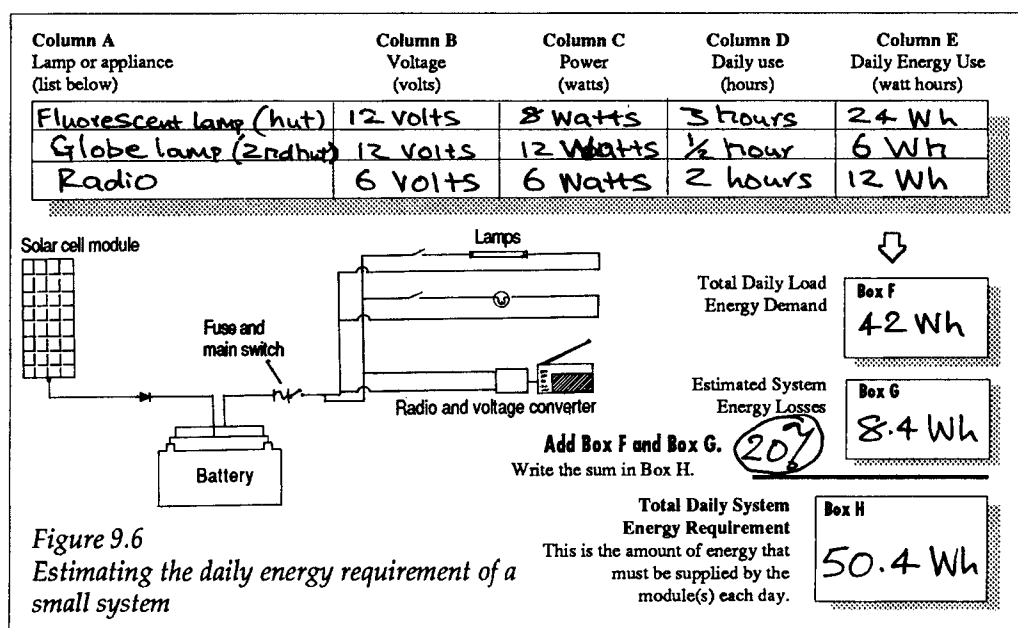 Column A Column B Column C Column D Column E
Lamp or appliance Voltage Power Daily use Daily Energy Use
(list below) (volts) (watts) (hours) (watt hours)
Fluorescent lamp (hut) 12 volts 8 watts 3 hours 24 Wh
Globe lamp (2nd hut) 12 volts 12 Watts ½ hour 6 Wh
Radio 6 volts 6 Watts 2 hours 12 Wh
Solar cell module
Lamps
Fuse and
main switch
Radio and voltage converter
Battery
Total Daily Load
Energy Demand
Box F
42 Wh
Estimated System
Energy Losses
Box G
8.4 Wh
Add Box F and Box G.
Write the sum in Box H.
20%
Total Daily System
Energy Requirement
This is the amount of energy that
must be supplied by the
module(s) each day.
Box H
50.4 Wh
Figure 9.6
Estimating the daily energy requirement of a
small system